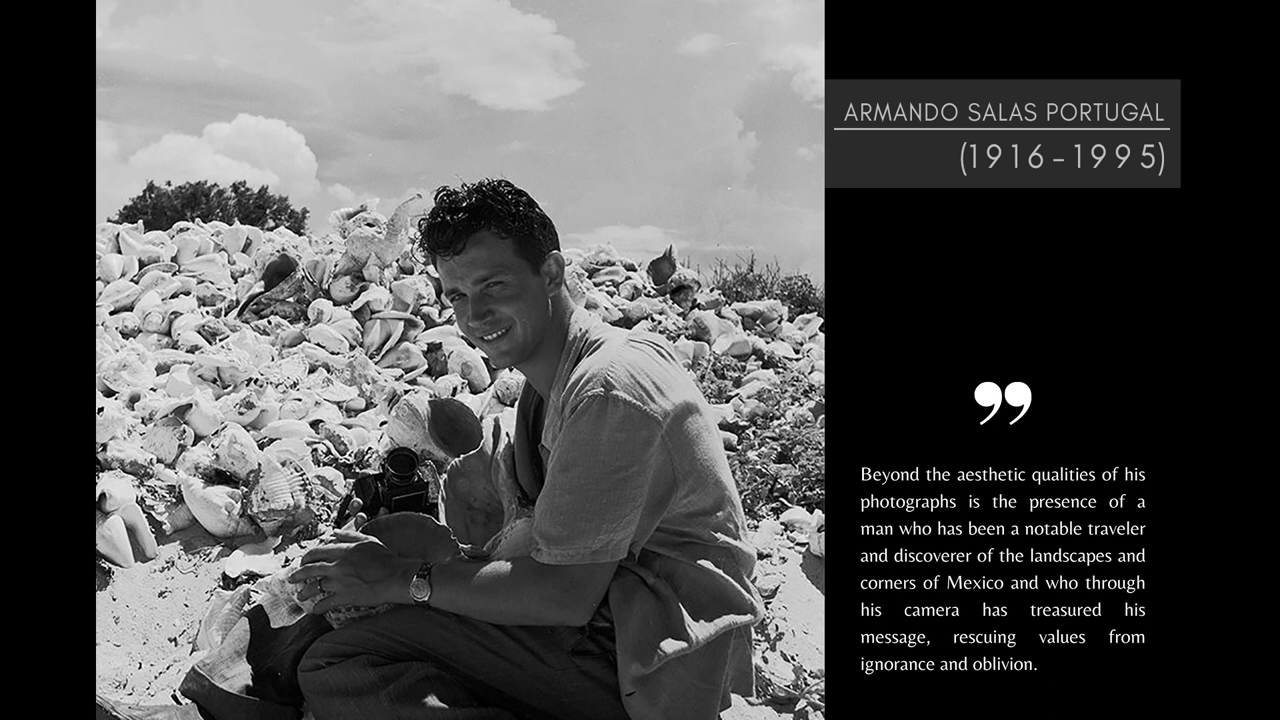 ARMANDO SALAS PORTUGAL
(1916-1995)
”
Beyond the aesthetic qualities of his
photographs is the presence of a
man who has been a notable traveler
and discoverer of the landscapes and
corners of Mexico and who through
his camera has treasured his
message, rescuing values from
ignorance and oblivion.